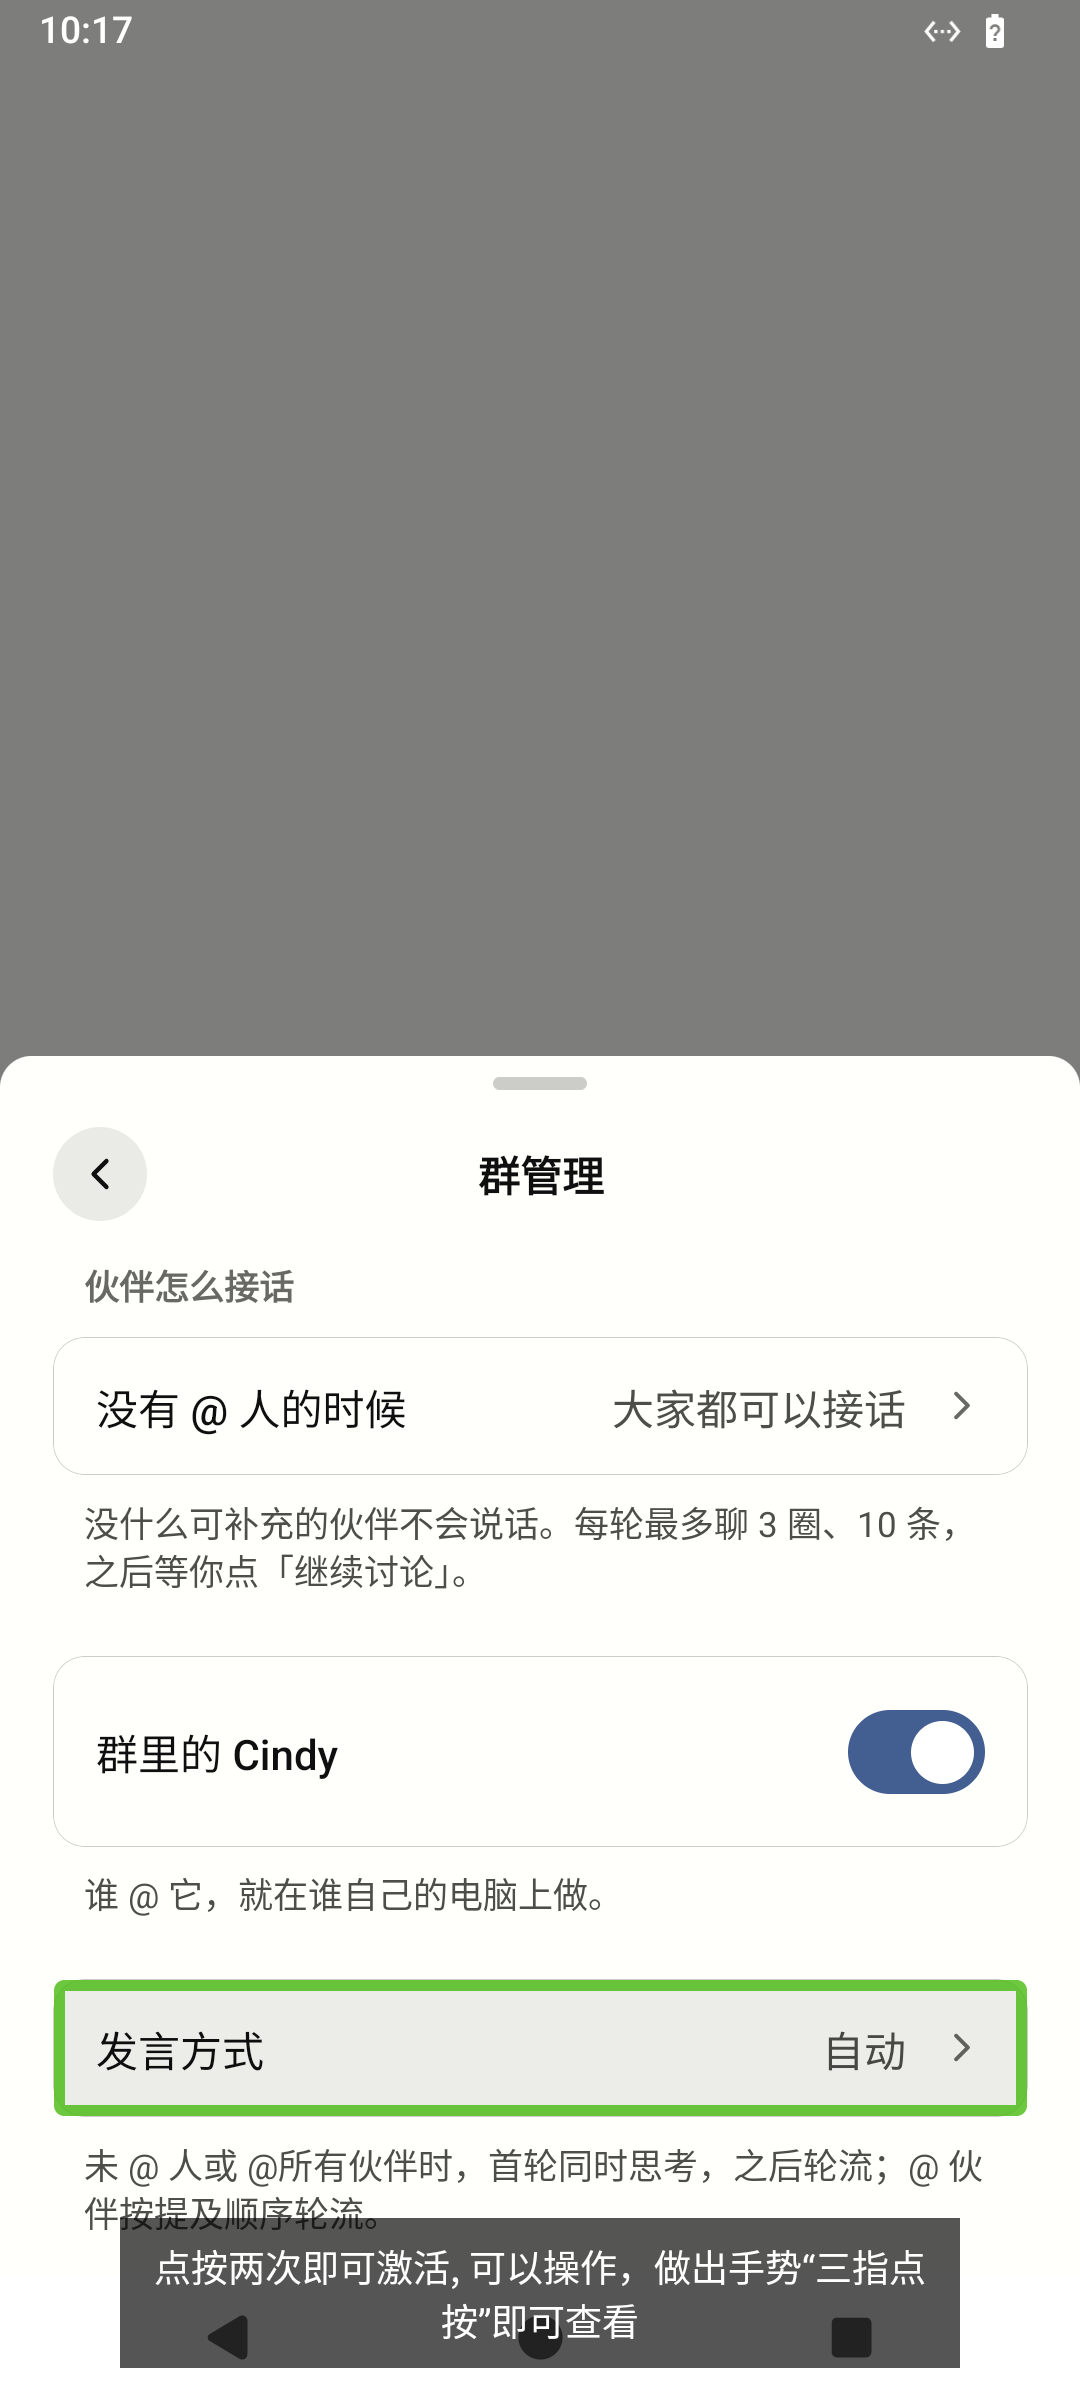 10:17
群管理
伙伴怎么接话
没有 @ 人的时候 大家都可以接话
没什么可补充的伙伴不会说话。每轮最多聊 3 圈、10 条，
之后等你点「继续讨论」。
群里的 Cindy
谁 @ 它，就在谁自己的电脑上做。
发言方式 自动
未 @ 人或 @所有伙伴时，首轮同时思考，之后轮流；@ 伙
伴按提及顺序轮流。
点按两次即可激活, 可以操作，做出手势“三指点
按”即可查看